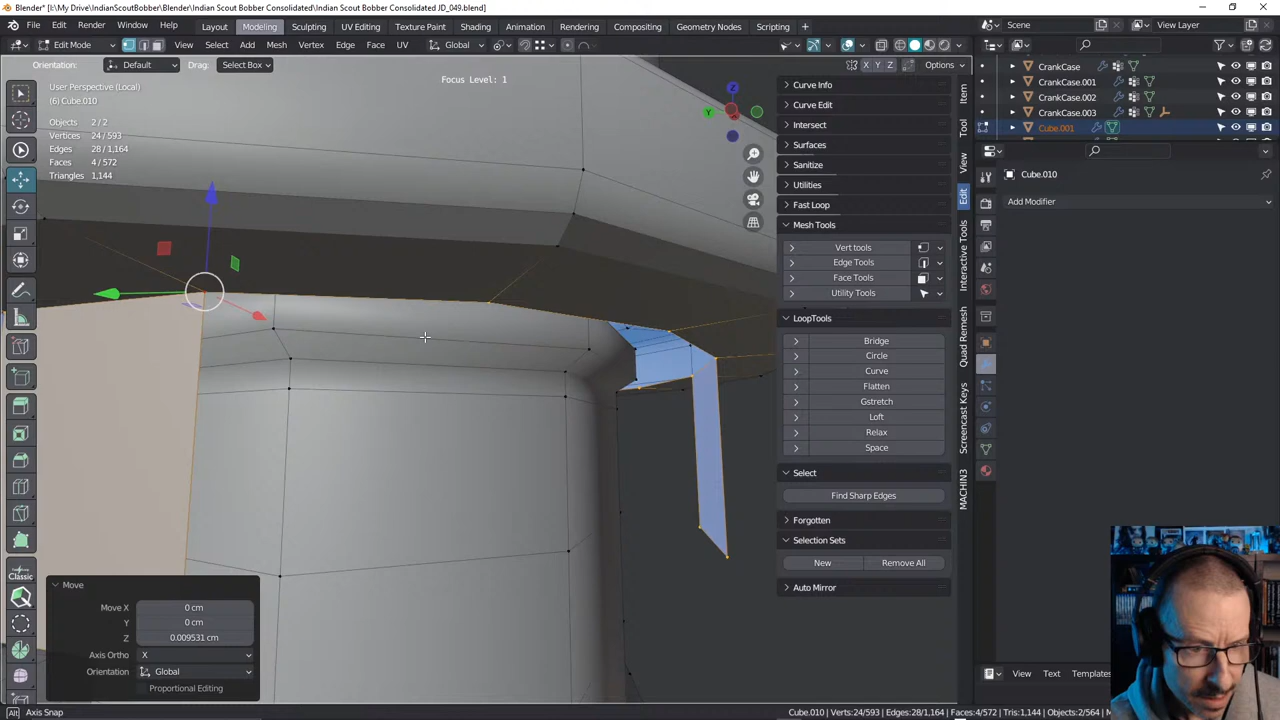 Blender* [I:\My Drive\IndianScoutBobber\Blender\Indian Scout Bobber Consolidated\Indian Scout Bobber Consolidated JD_049.blend]
File Edit Render Window Help Layout Modeling Sculpting UV Editing Texture Paint Shading Animation Rendering Compositing Geometry Nodes Scripting Scene View Layer
Edit Mode View Select Add Mesh Vertex Edge Face UV Global
Orientation: Default Drag: Select Box X Y Z Options
User Perspective (Local)
(6) Cube.010
Objects 2/2
Vertices 24/593
Edges 28/1,164
Faces 4/572
Triangles 1,144
Focus Level: 1
Z
Y
Classic
Curve Info
Curve Edit
Intersect
Surfaces
Sanitize
Utilities
Fast Loop
Mesh Tools
Vert tools
Edge Tools
Face Tools
Utility Tools
LoopTools
Bridge
Circle
Curve
Flatten
Gstretch
Loft
Relax
Space
Select
Find Sharp Edges
Forgotten
Selection Sets
New Remove All
Auto Mirror
Item
Tool
View
Edit
Interactive Tools
Quad Remesh
Screencast Keys
MACHIN3
CrankCase
CrankCase.001
CrankCase.002
CrankCase.003
Cube.001
Cube.010
Add Modifier
Move
Move X 0 cm
Y 0 cm
Z 0.009531 cm
Axis Ortho X
Orientation Global
Proportional Editing
View Text Templates
Alt Axis Snap
Cube.010 Verts:24/593 Edges:28/1,164 Faces:4/572 Tris:1,144 Objects:2/564